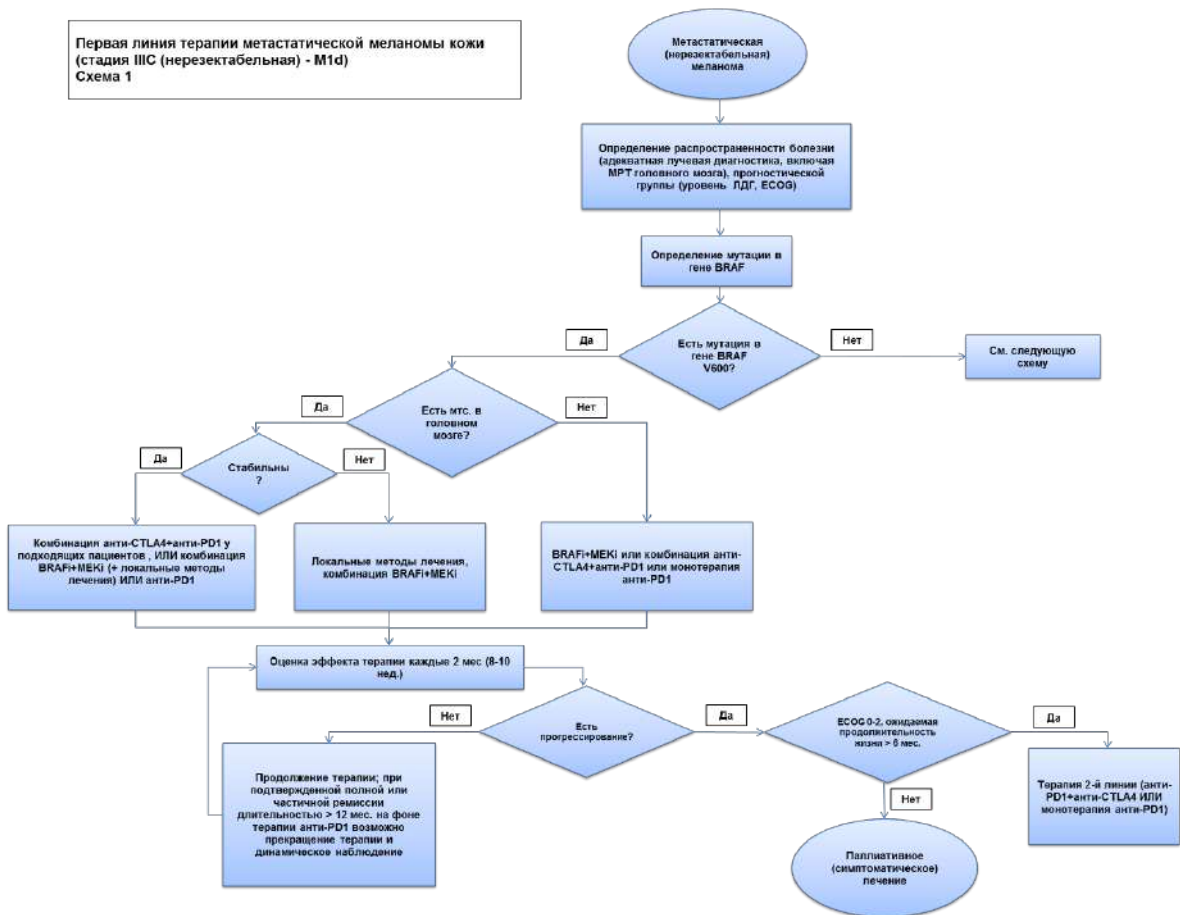 Первая линия терапии метастатической меланомы кожи
(стадия IIIC (нерезектабельная) - M1d)
Схема 1
Метастатическая
(нерезектабельная)
меланома
Определение распространенности болезни
(адекватная лучевая диагностика, включая
МРТ головного мозга), прогностической
группы (уровень ЛДГ, ECOG)
Определение мутации в
гене BRAF
Есть мутация в
гене BRAF
V600?
Да
Нет
См. следующую
схему
Есть мтс. в
головном
мозге?
Да
Нет
Стабильны
?
Да
Нет
Комбинация анти-CTLA4+анти-PD1 у
подходящих пациентов , ИЛИ комбинация
BRAFi+MEKi (+ локальные методы
лечения) ИЛИ анти-PD1
Локальные методы лечения,
комбинация BRAFi+MEKi
BRAFi+MEKi или комбинация анти-
CTLA4+анти-PD1 или монотерапия
анти-PD1
Оценка эффекта терапии каждые 2 мес (8-10
нед.)
Есть
прогрессирование?
Нет
Да
ECOG 0-2, ожидаемая
продолжительность
жизни > 6 мес.
Да
Нет
Продолжение терапии; при
подтвержденной полной или
частичной ремиссии
длительностью > 12 мес. на фоне
терапии анти-PD1 возможно
прекращение терапии и
динамическое наблюдение
Терапия 2-й линии (анти-
PD1+анти-CTLA4 ИЛИ
монотерапия анти-PD1)
Паллиативное
(симптоматическое)
лечение